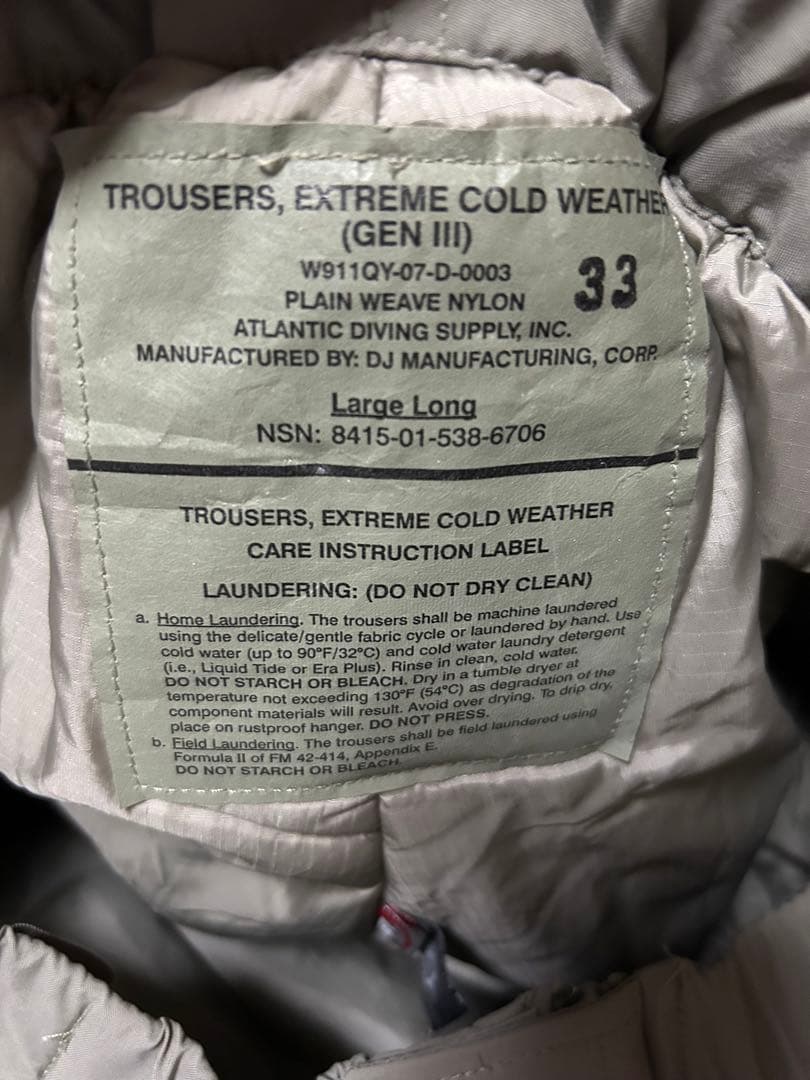 TROUSERS, EXTREME COLD WEATHER
(GEN III)
W911QY-07-D-0003
33
PLAIN WEAVE NYLON
ATLANTIC DIVING SUPPLY, INC.
MANUFACTURED BY: DJ MANUFACTURING, CORP.
Large Long
NSN: 8415-01-538-6706
TROUSERS, EXTREME COLD WEATHER
CARE INSTRUCTION LABEL
LAUNDERING: (DO NOT DRY CLEAN)
a. Home Laundering. The trousers shall be machine laundered
using the delicate/gentle fabric cycle or laundered by hand. Use
cold water (up to 90°F/32°C) and cold water laundry detergent
(i.e., Liquid Tide or Era Plus). Rinse in clean, cold water.
DO NOT STARCH OR BLEACH. Dry in a tumble dryer at
temperature not exceeding 130°F (54°C) as degradation of the
component materials will result. Avoid over drying. To drip dry,
place on rustproof hanger. DO NOT PRESS.
b. Field Laundering. The trousers shall be field laundered using
Formula II of FM 42-414, Appendix E.
DO NOT STARCH OR BLEACH.